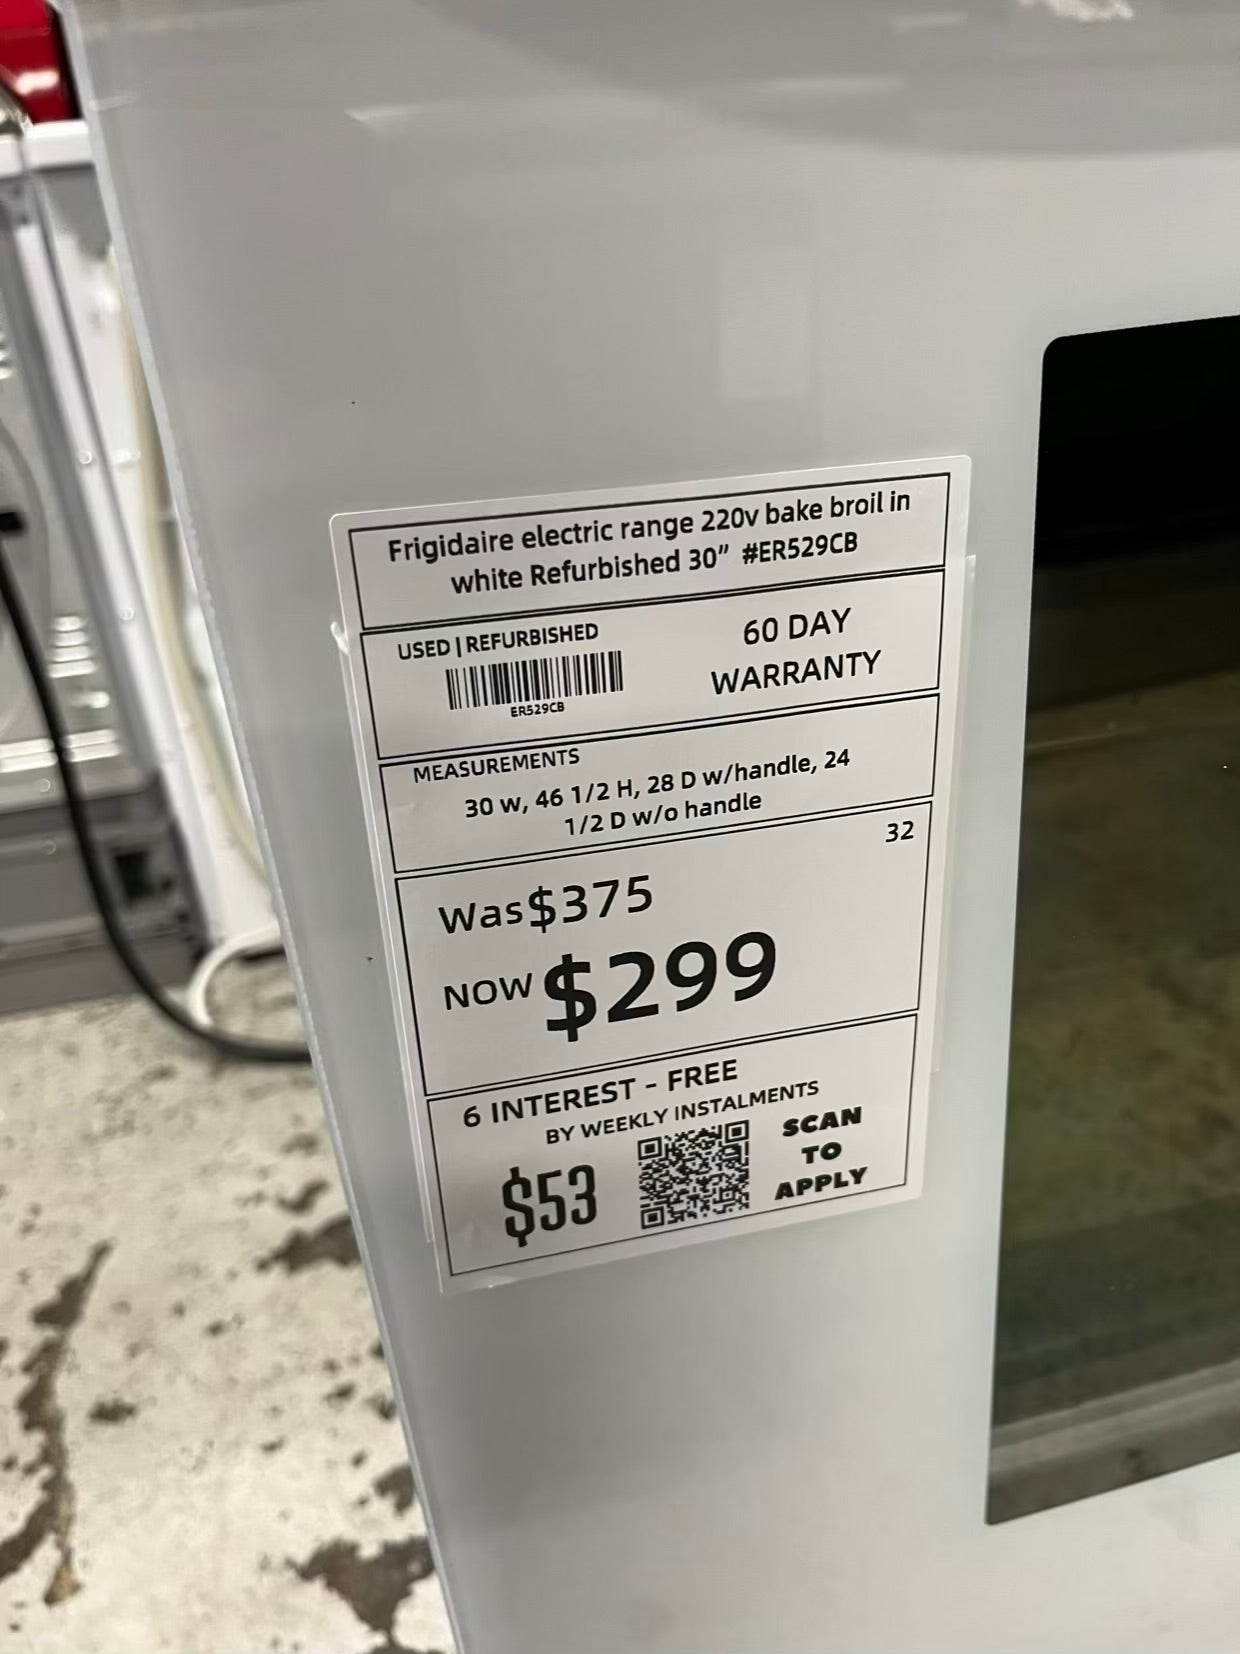 Frigidaire electric range 220v bake broil in
white Refurbished 30” #ER529CB
USED | REFURBISHED
ER529CB
60 DAY
WARRANTY
MEASUREMENTS
30 w, 46 1/2 H, 28 D w/handle, 24
1/2 D w/o handle
32
Was $375
NOW $299
6 INTEREST - FREE
BY WEEKLY INSTALMENTS
$53
SCAN
TO
APPLY